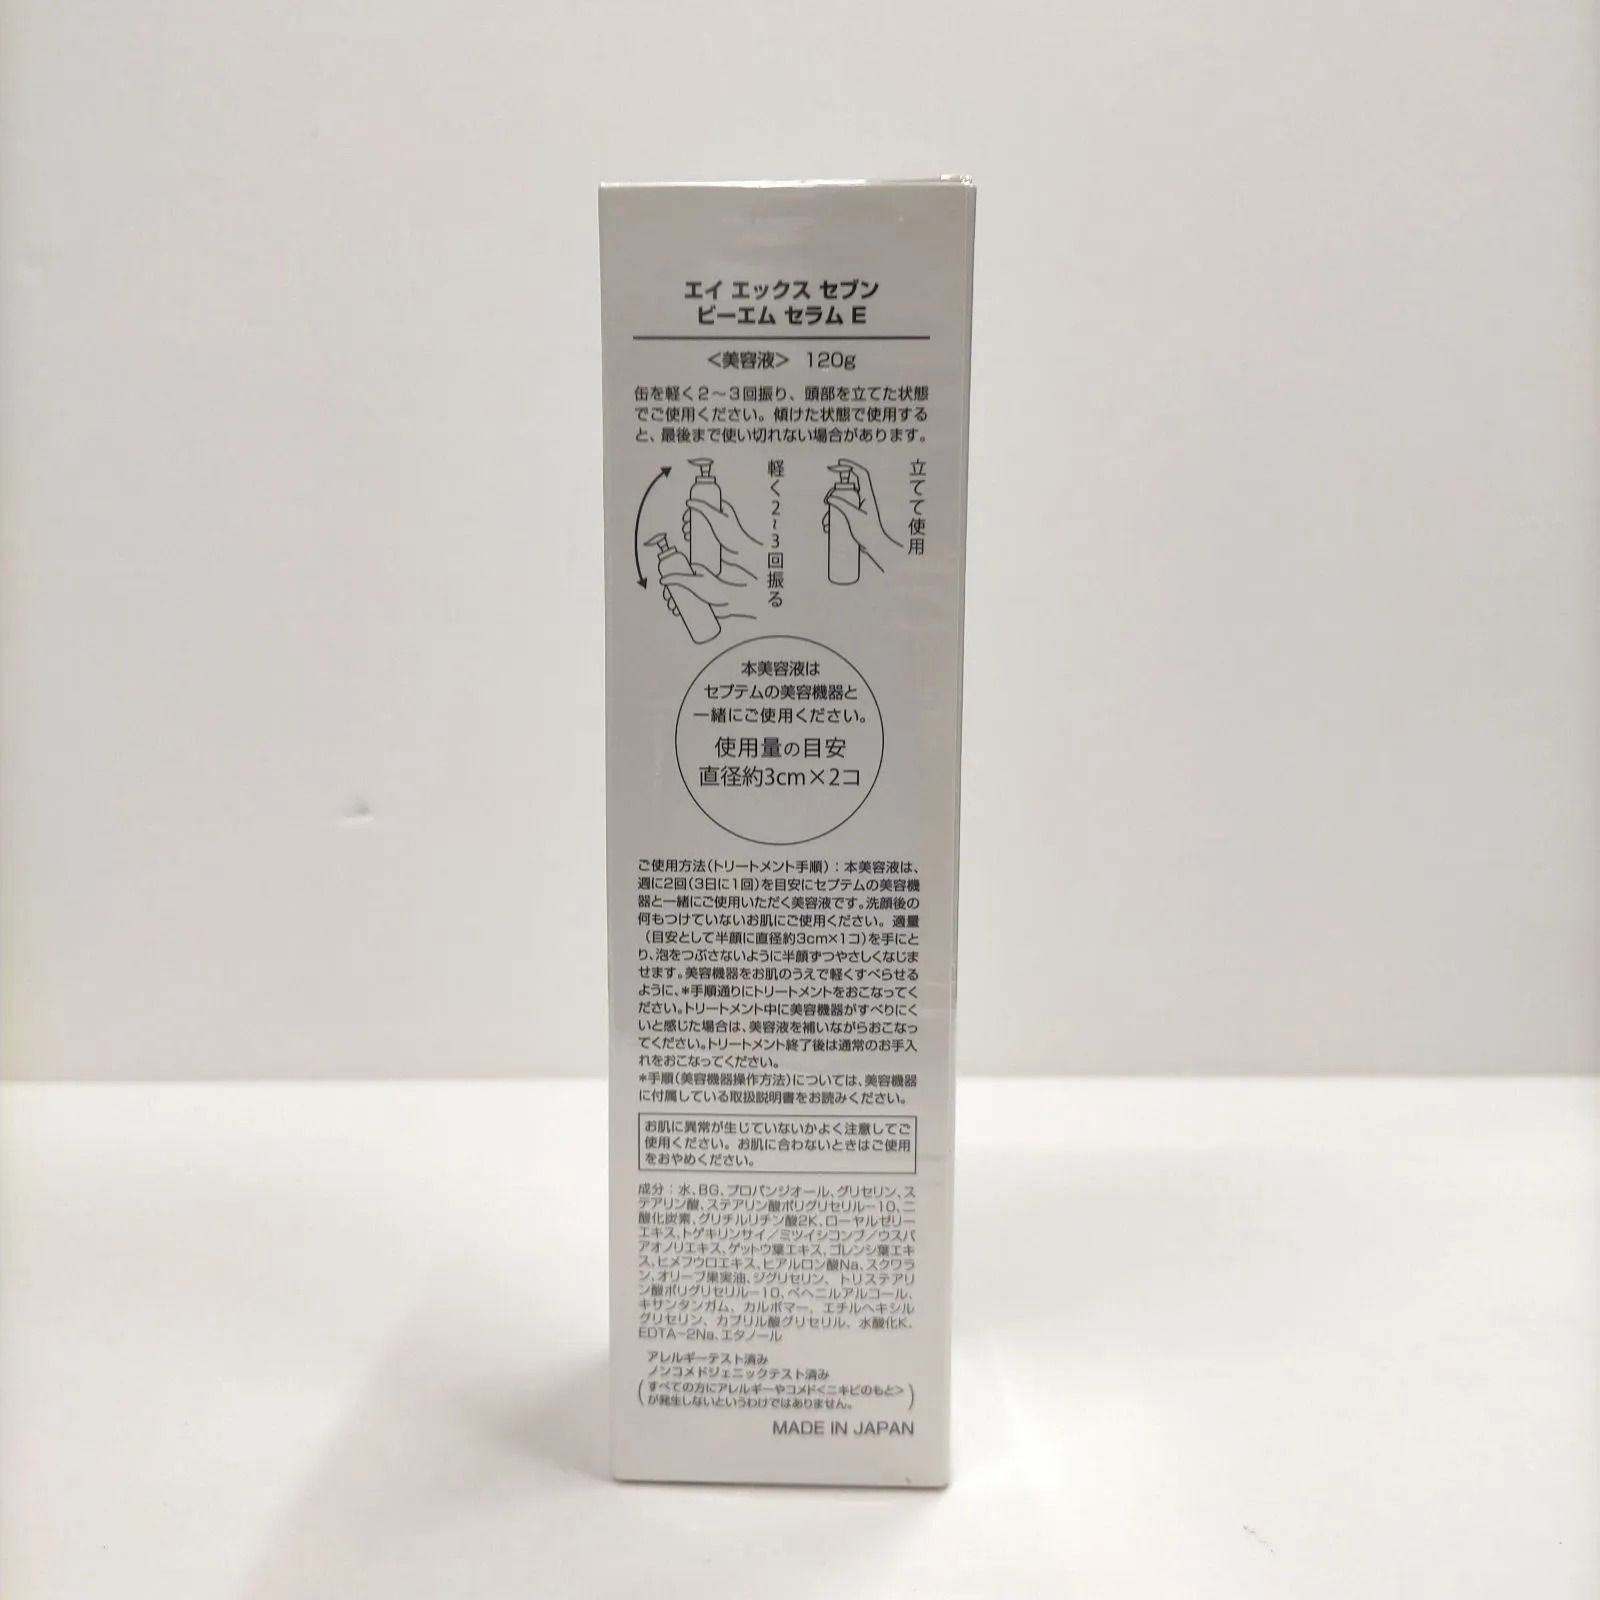 エイ エックス セブン
ビーエム セラム E
＜美容液＞ 120g
缶を軽く2～3回振り、頭部を立てた状態
でご使用ください。傾けた状態で使用する
と、最後まで使い切れない場合があります。
軽く2～3回振る
立てて使用
本美容液は
セプテムの美容機器と
一緒にご使用ください。
使用量の目安
直径約3cm×2コ
ご使用方法(トリートメント手順)：本美容液は、
週に2回(3日に1回)を目安にセプテムの美容機
器と一緒にご使用いただく美容液です。洗顔後の
何もつけていないお肌にご使用ください。適量
(目安として半顔に直径約3cm×1コ)を手にと
り、泡をつぶさないように半顔ずつやさしくなじま
せます。美容機器をお肌のうえで軽くすべらせる
ように、*手順通りにトリートメントをおこなってく
ださい。トリートメント中に美容機器がすべりにく
いと感じた場合は、美容液を補いながらおこなっ
てください。トリートメント終了後は通常のお手入
れをおこなってください。
*手順(美容機器操作方法)については、美容機器
に付属している取扱説明書をお読みください。
お肌に異常が生じていないかよく注意してご
使用ください。お肌に合わないときはご使用
をおやめください。
成分：水、BG、プロパンジオール、グリセリン、ス
テアリン酸、ステアリン酸ポリグリセリル-10、二
酸化炭素、グリチルリチン酸2K、ローヤルゼリー
エキス、トゲキリンサイ／ミツイシコンブ／ウスバ
アオノリエキス、ゲットウ葉エキス、ゴレンシ葉エキ
ス、ヒメフウロエキス、ヒアルロン酸Na、スクワラ
ン、オリーブ果実油、ジグリセリン、トリステアリ
ン酸ポリグリセリル-10、ベヘニルアルコール、
キサンタンガム、カルボマー、エチルヘキシル
グリセリン、カプリル酸グリセリル、水酸化K、
EDTA-2Na、エタノール
アレルギーテスト済み
ノンコメドジェニックテスト済み
(すべての方にアレルギーやコメド＜ニキビのもと＞
が発生しないというわけではありません。)
MADE IN JAPAN